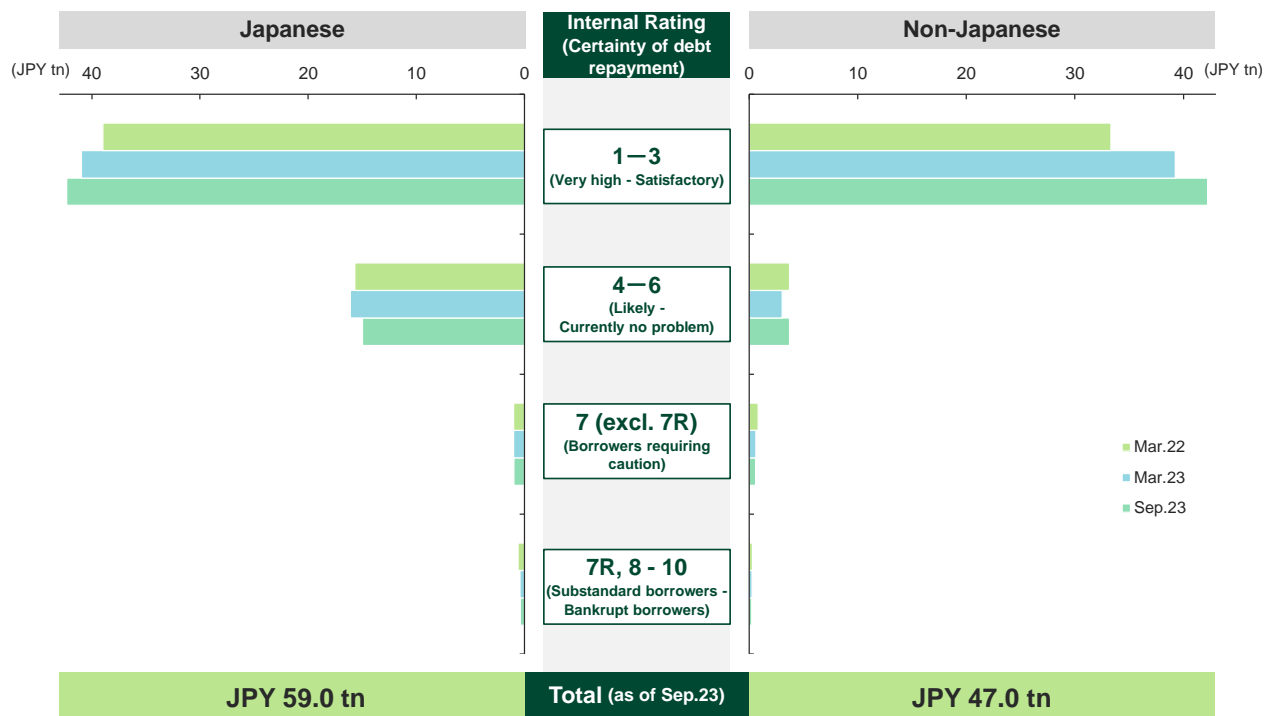 Japanese
Internal Rating
(Certainty of debt
repayment)
Non-Japanese
(JPY tn)
40
30
20
10
0
0
10
20
30
40
(JPY tn)
1—3
(Very high - Satisfactory)
4—6
(Likely -
Currently no problem)
7 (excl. 7R)
(Borrowers requiring
caution)
Mar.22
Mar.23
Sep.23
7R, 8 - 10
(Substandard borrowers -
Bankrupt borrowers)
JPY 59.0 tn
Total (as of Sep.23)
JPY 47.0 tn